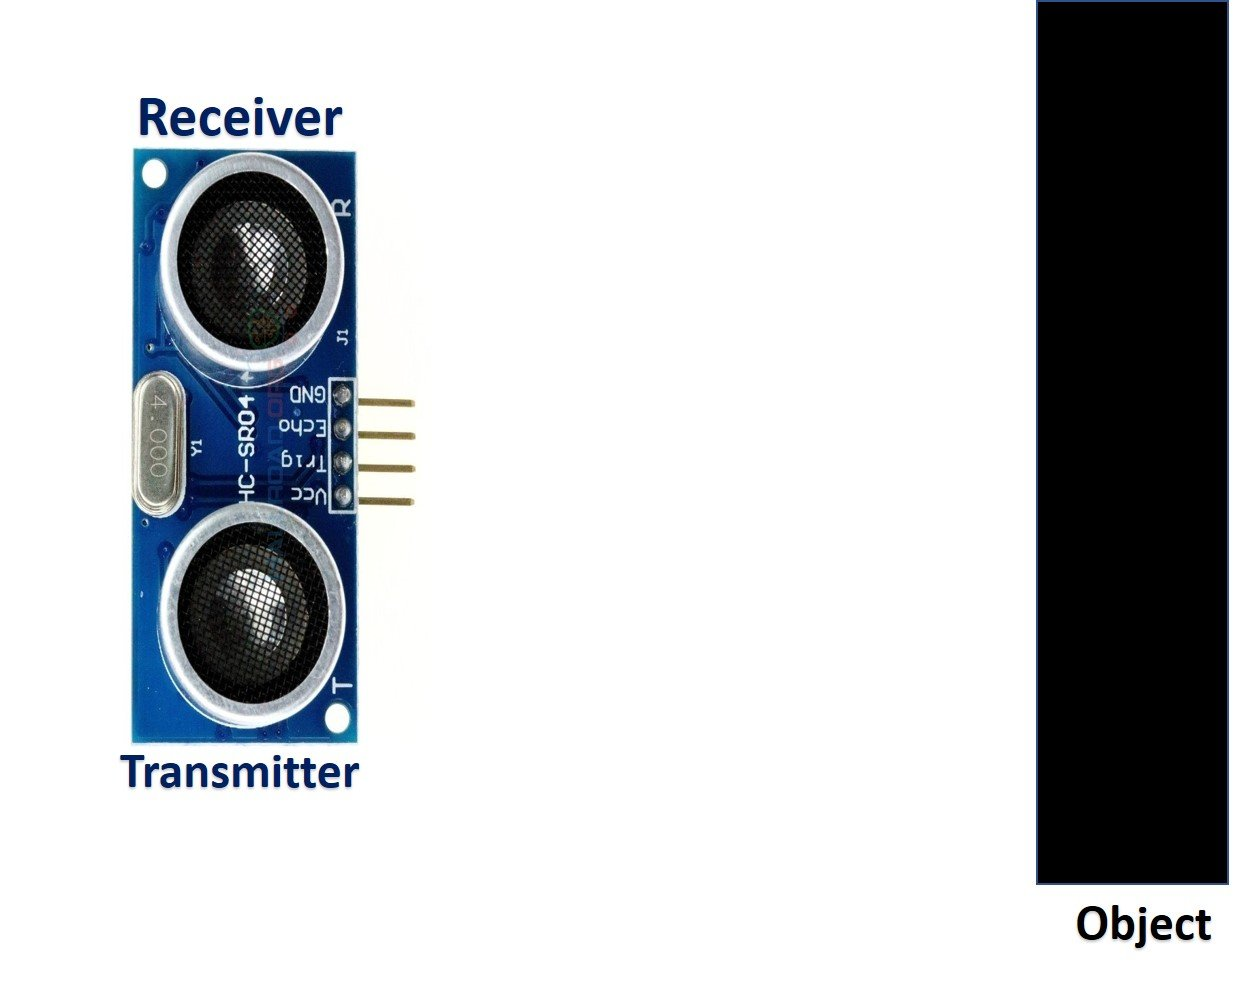 Receiver
R
J1
GND
Echo
Trig
Vcc
HC-SR04
Y1
4.000
T
Transmitter
Object